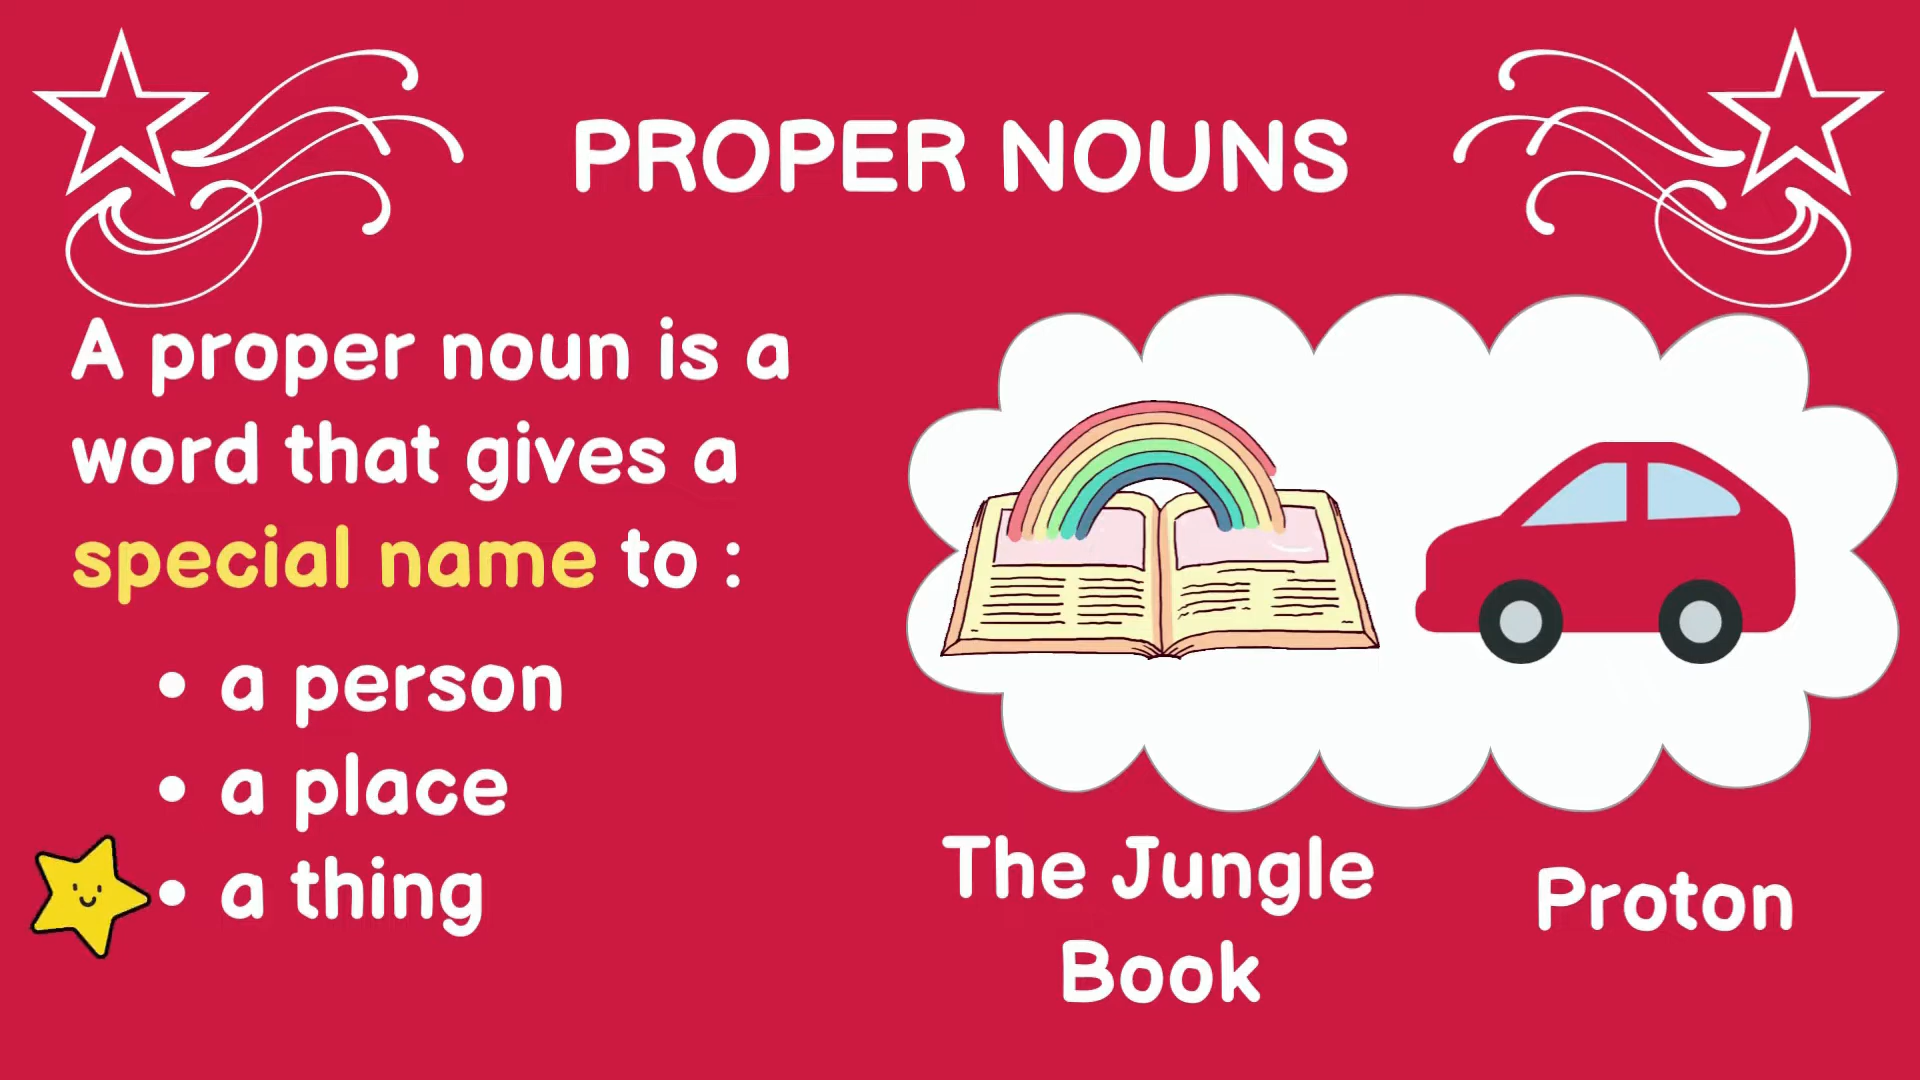 PROPER NOUNS
A proper noun is a
word that gives a
special name to :
• a person
• a place
• a thing
The Jungle
Book
Proton